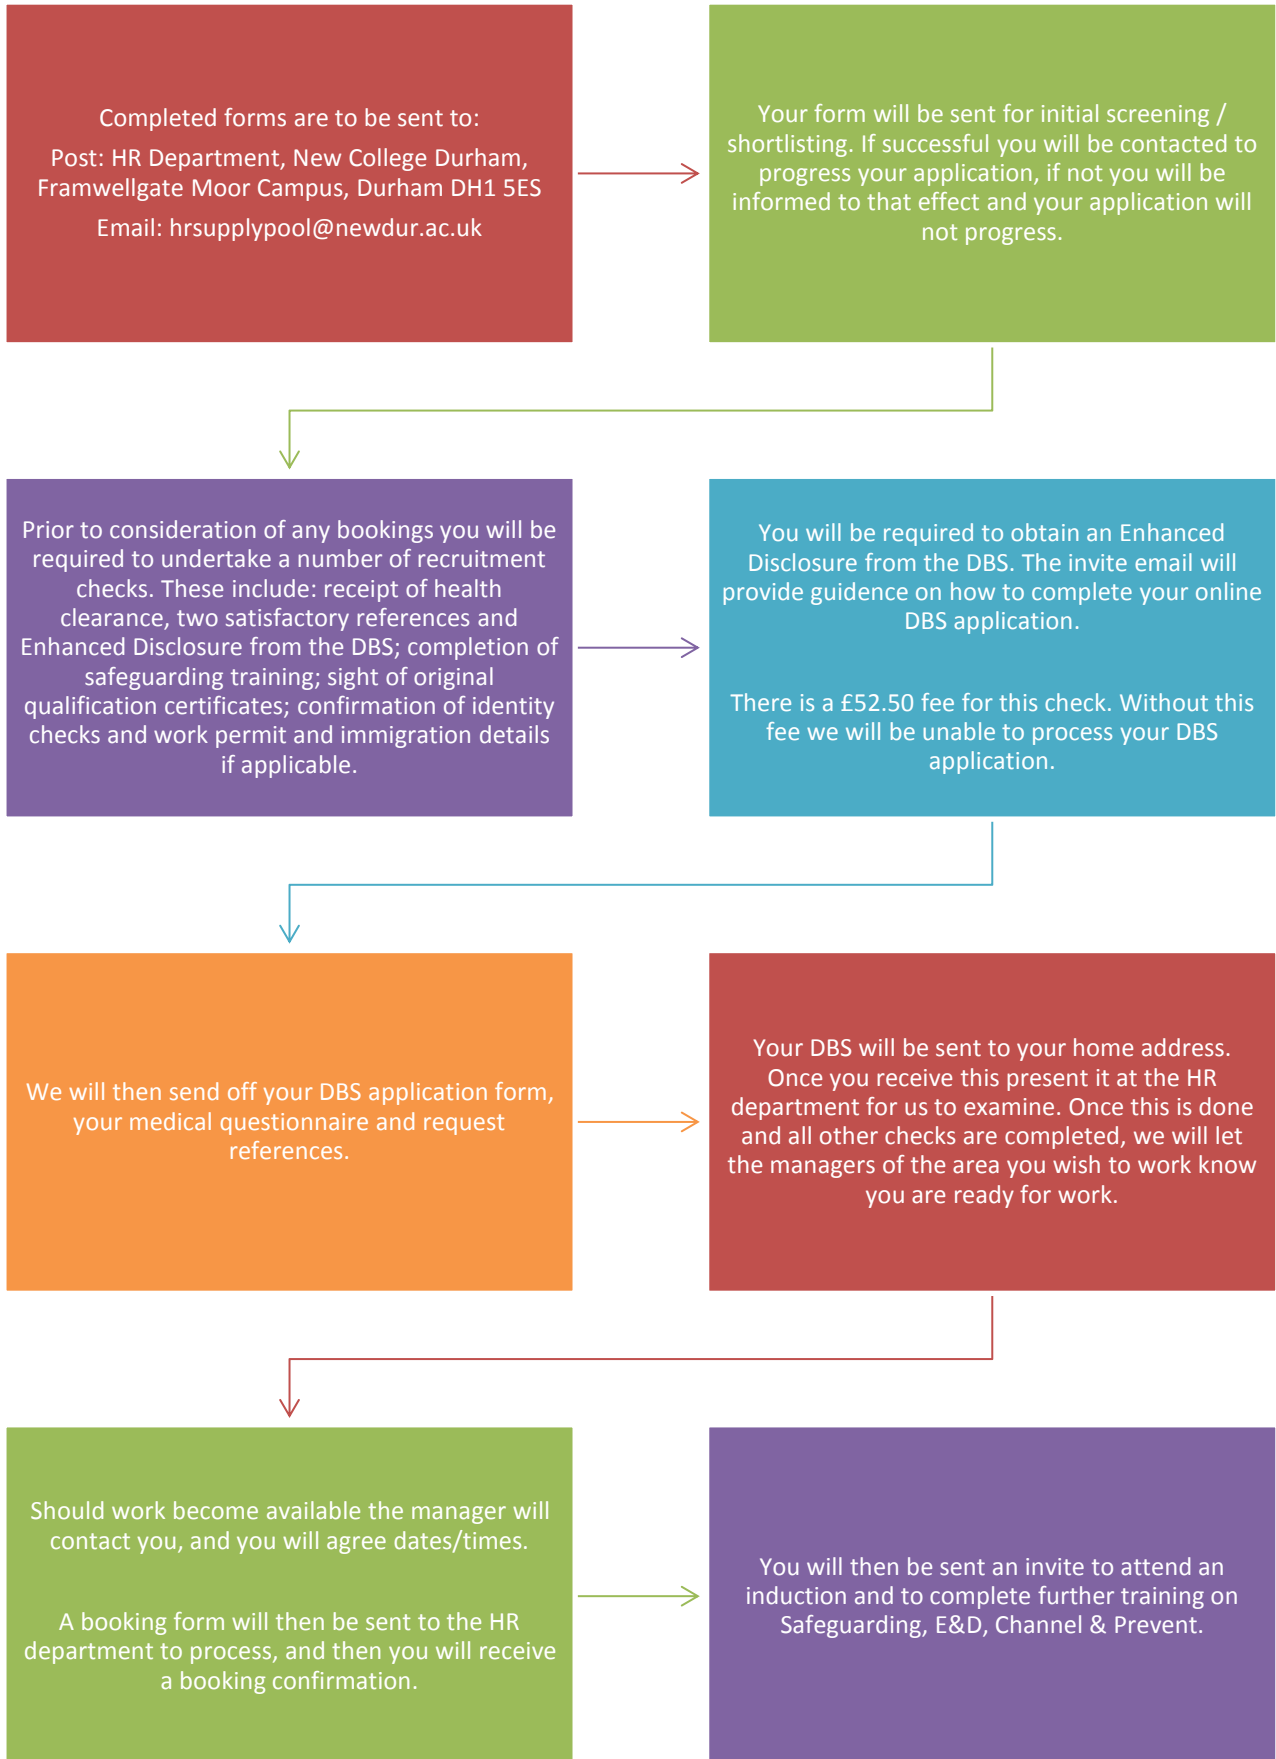 Completed forms are to be sent to:
Post: HR Department, New College Durham,
Framwellgate Moor Campus, Durham DH1 5ES
Email: hrsupplypool@newdur.ac.uk
Your form will be sent for initial screening /
shortlisting. If successful you will be contacted to
progress your application, if not you will be
informed to that effect and your application will
not progress.
Prior to consideration of any bookings you will be
required to undertake a number of recruitment
checks. These include: receipt of health
clearance, two satisfactory references and
Enhanced Disclosure from the DBS; completion of
safeguarding training; sight of original
qualification certificates; confirmation of identity
checks and work permit and immigration details
if applicable.
You will be required to obtain an Enhanced
Disclosure from the DBS. The invite email will
provide guidance on how to complete your online
DBS application.
There is a £52.50 fee for this check. Without this
fee we will be unable to process your DBS
application.
We will then send off your DBS application form,
your medical questionnaire and request
references.
Your DBS will be sent to your home address.
Once you receive this present it at the HR
department for us to examine. Once this is done
and all other checks are completed, we will let
the managers of the area you wish to work know
you are ready for work.
Should work become available the manager will
contact you, and you will agree dates/times.
A booking form will then be sent to the HR
department to process, and then you will receive
a booking confirmation.
You will then be sent an invite to attend an
induction and to complete further training on
Safeguarding, E&D, Channel & Prevent.